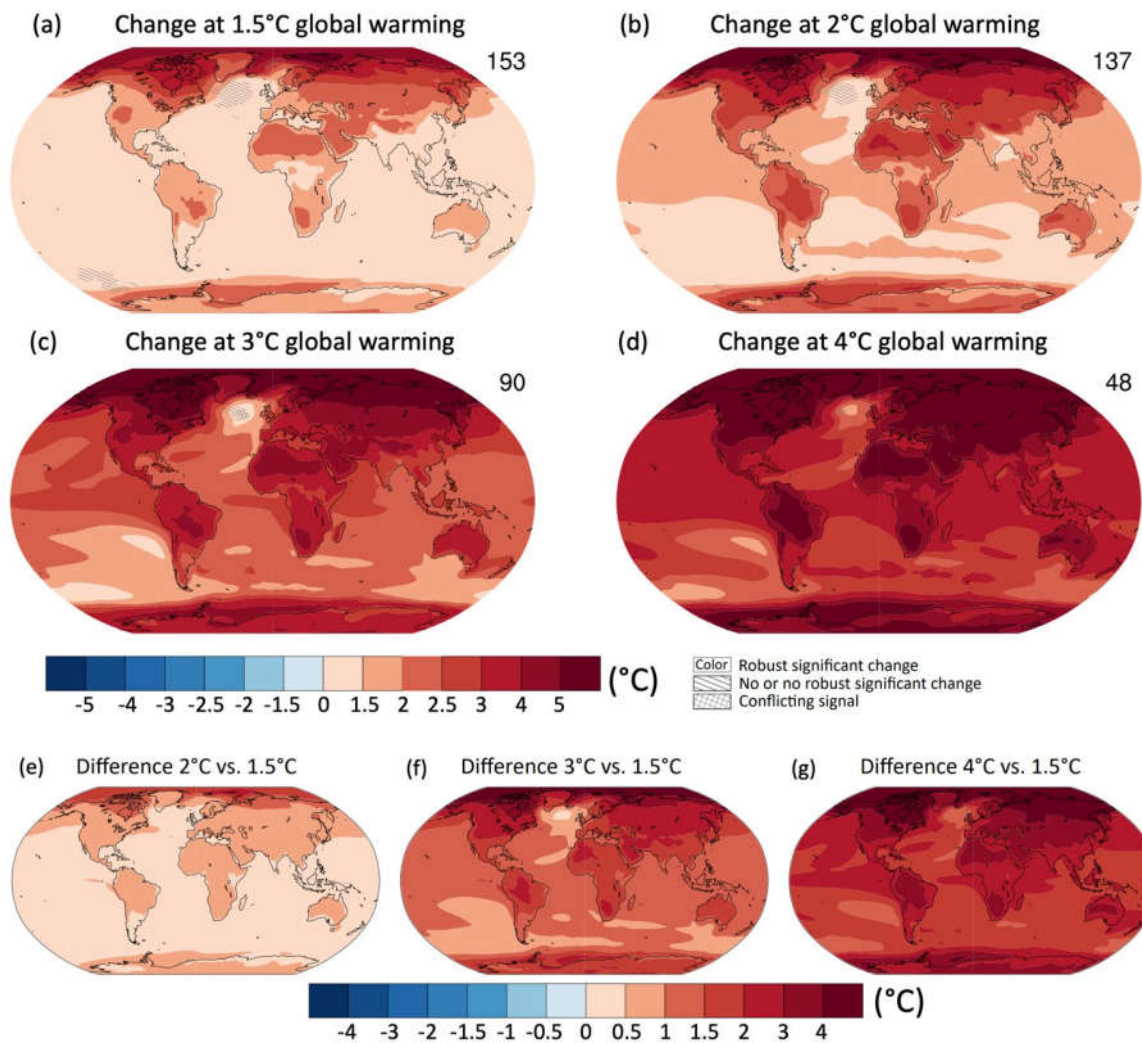 (a) Change at 1.5°C global warming
153
(b) Change at 2°C global warming
137
(c) Change at 3°C global warming
90
(d) Change at 4°C global warming
48
-5 -4 -3 -2.5 -2 -1.5 0 1.5 2 2.5 3 4 5 (°C)
Color Robust significant change
No or no robust significant change
Conflicting signal
(e) Difference 2°C vs. 1.5°C
(f) Difference 3°C vs. 1.5°C
(g) Difference 4°C vs. 1.5°C
-4 -3 -2 -1.5 -1 -0.5 0 0.5 1 1.5 2 3 4 (°C)